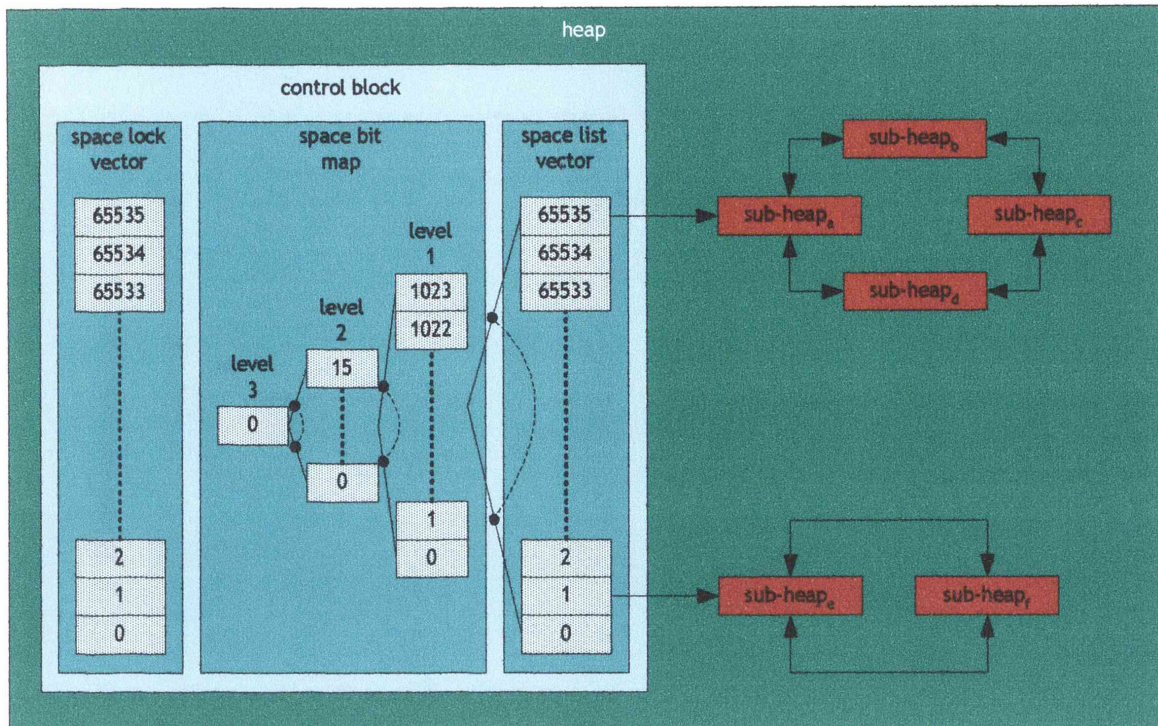 heap
control block
space lock
vector
65535
65534
65533
2
1
0
space bit
map
level
3
0
level
2
15
0
level
1
1023
1022
1
0
space list
vector
65535
65534
65533
2
1
0
sub-heapb
sub-heapa
sub-heapc
sub-heapd
sub-heape
sub-heapf